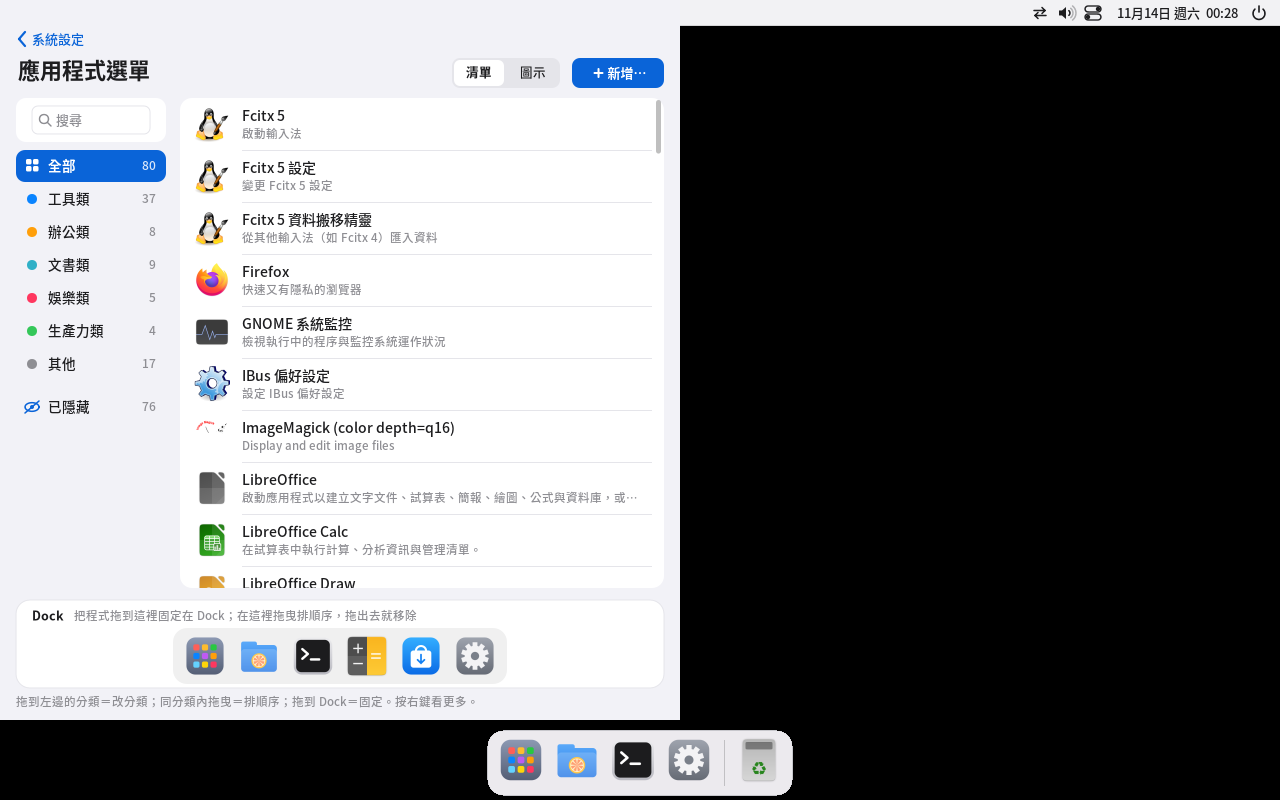 11月14日 週六 00:28
系統設定
應用程式選單
清單
圖示
新增…
搜尋
全部 80
工具類 37
辦公類 8
文書類 9
娛樂類 5
生產力類 4
其他 17
已隱藏 76
Fcitx 5
啟動輸入法
Fcitx 5 設定
變更 Fcitx 5 設定
Fcitx 5 資料搬移精靈
從其他輸入法（如 Fcitx 4）匯入資料
Firefox
快速又有隱私的瀏覽器
GNOME 系統監控
檢視執行中的程序與監控系統運作狀況
IBus 偏好設定
設定 IBus 偏好設定
ImageMagick (color depth=q16)
Display and edit image files
LibreOffice
啟動應用程式以建立文字文件、試算表、簡報、繪圖、公式與資料庫，或…
LibreOffice Calc
在試算表中執行計算、分析資訊與管理清單。
LibreOffice Draw
Dock 把程式拖到這裡固定在 Dock；在這裡拖曳排順序，拖出去就移除
拖到左邊的分類＝改分類；同分類內拖曳＝排順序；拖到 Dock＝固定。按右鍵看更多。